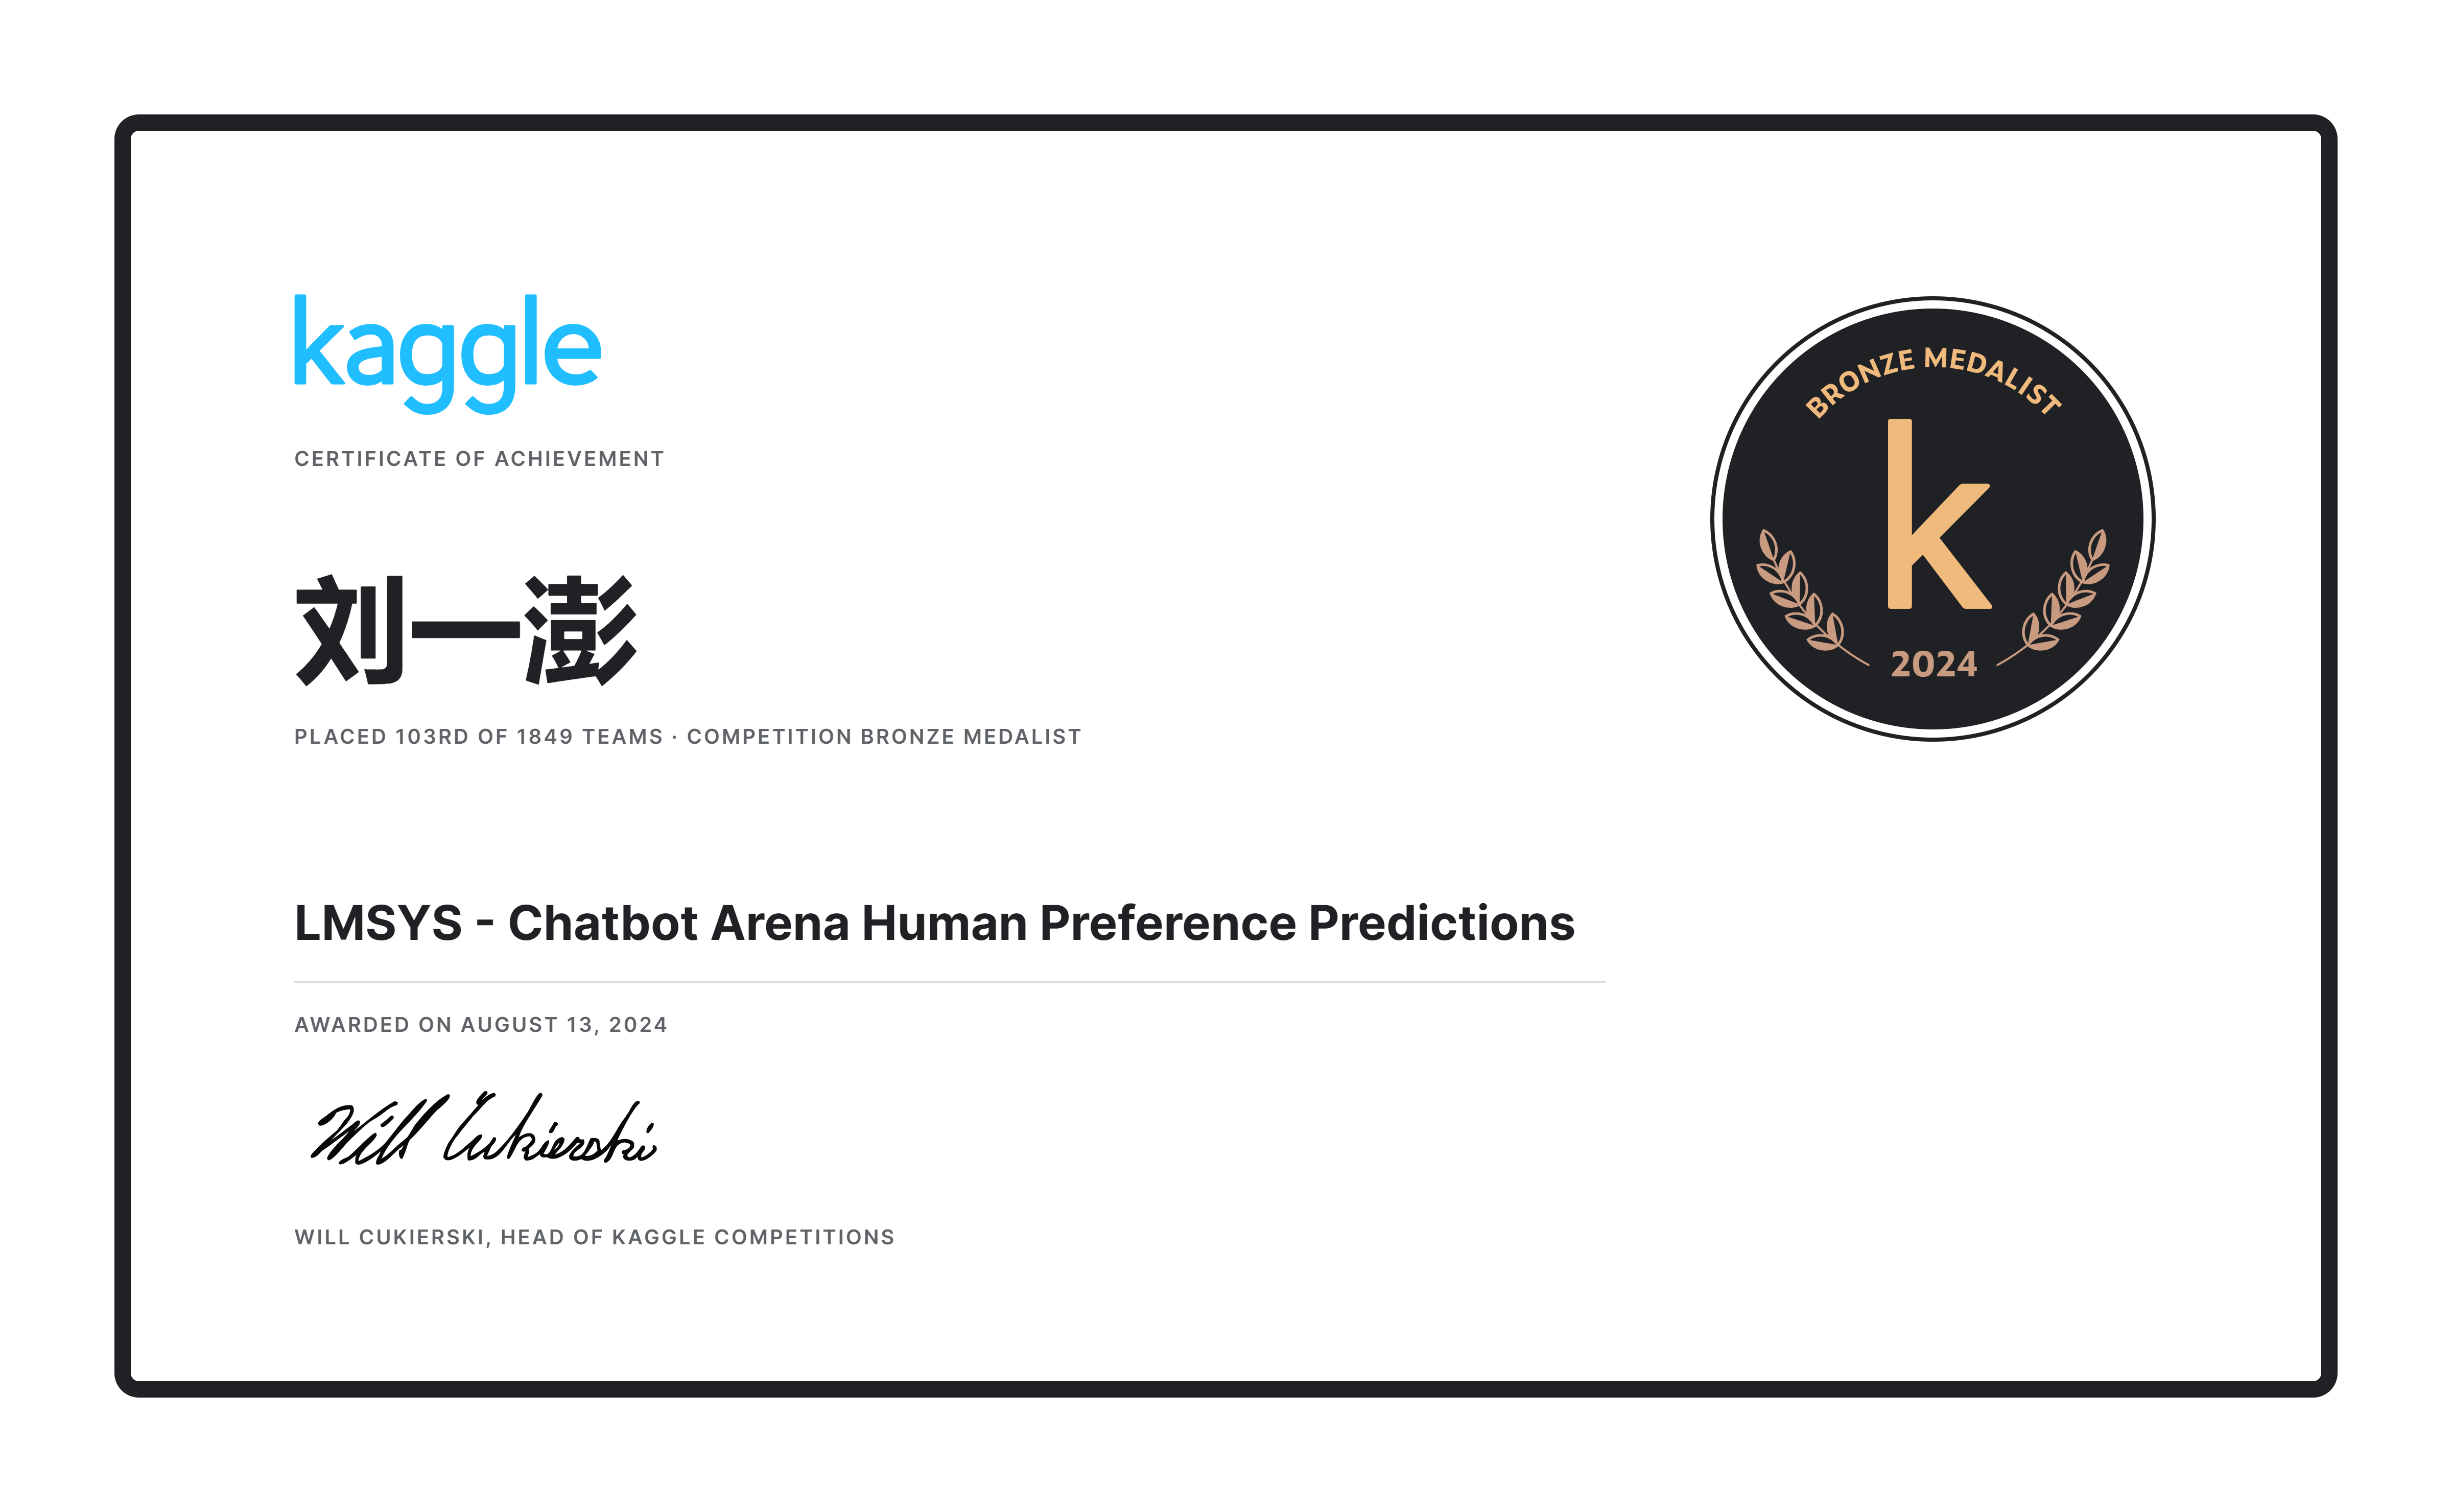 kaggle
CERTIFICATE OF ACHIEVEMENT
刘一澎
PLACED 103RD OF 1849 TEAMS · COMPETITION BRONZE MEDALIST
BRONZE MEDALIST
k
2024
LMSYS - Chatbot Arena Human Preference Predictions
AWARDED ON AUGUST 13, 2024
Will Cukierski
WILL CUKIERSKI, HEAD OF KAGGLE COMPETITIONS